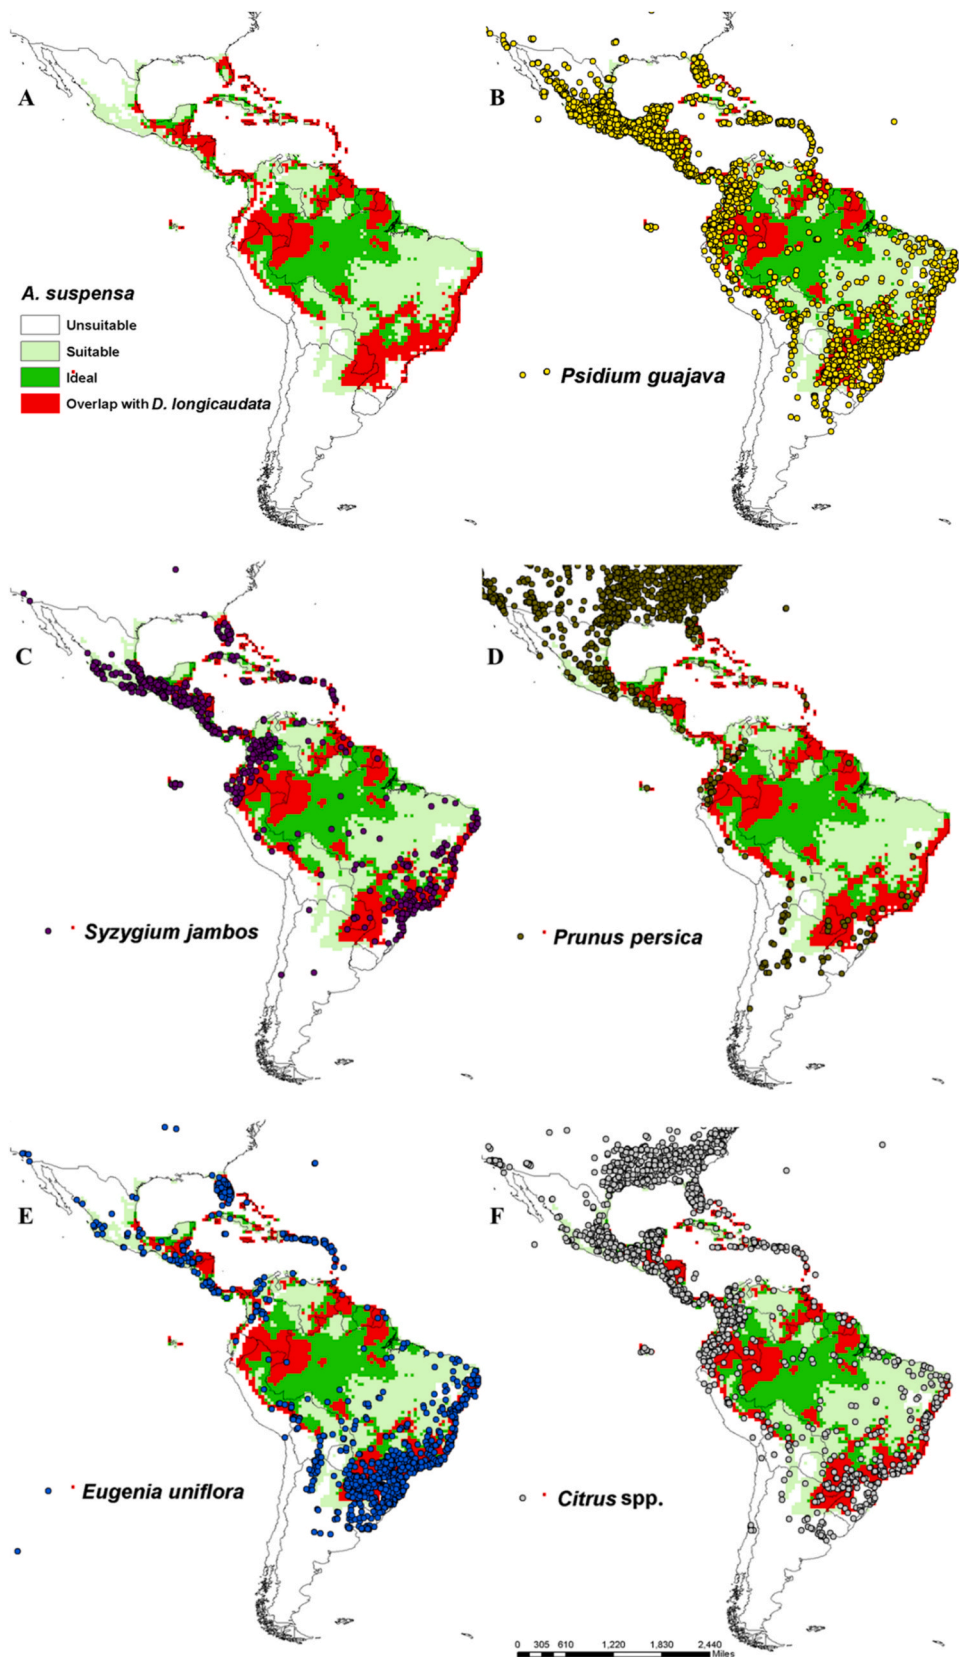 A
B
A. suspensa
Unsuitable
Suitable
Ideal
Overlap with D. longicaudata
Psidium guajava
C
D
Syzygium jambos
Prunus persica
E
F
Eugenia uniflora
Citrus spp.
0 305 610 1,220 1,830 2,440
Miles